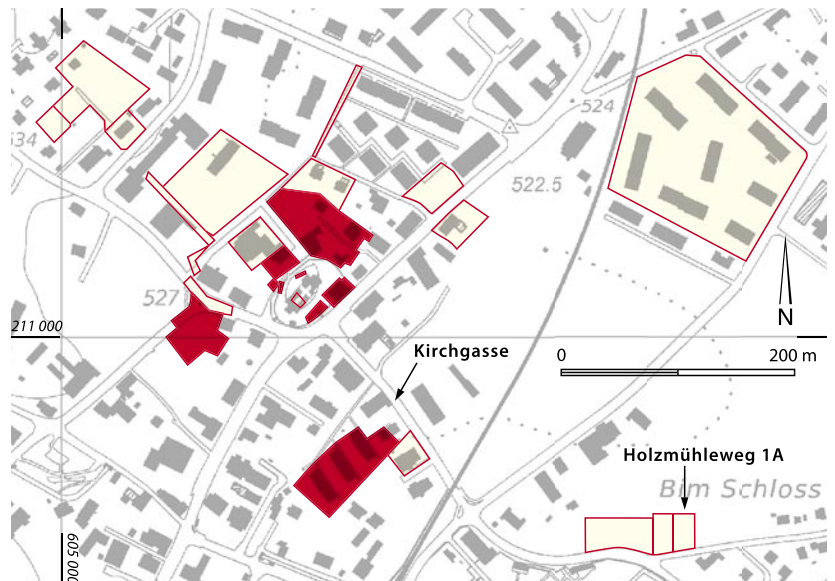 524
534
522.5
527
N
211 000
Kirchgasse
0 200 m
Holzmühleweg 1A
Bim Schloss
605 000